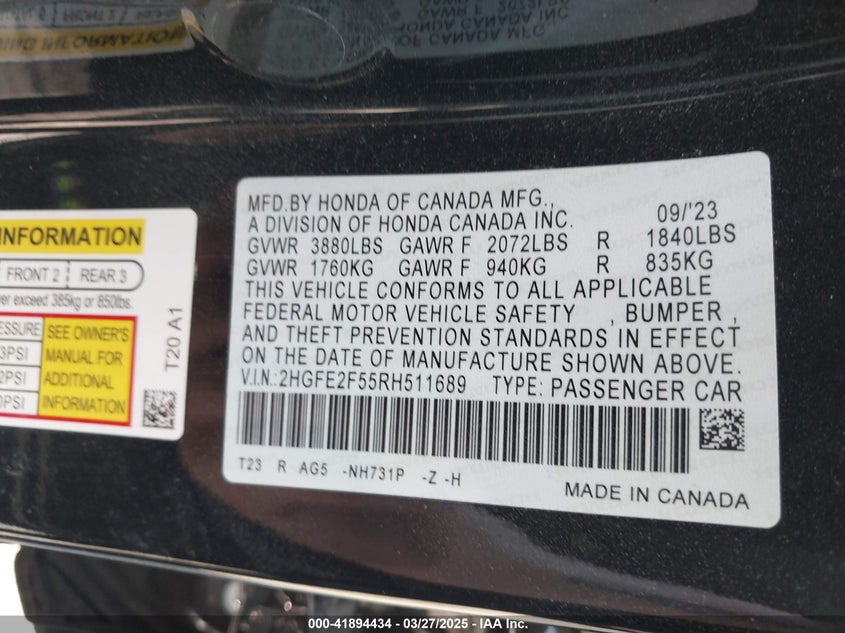 MFD.BY HONDA OF CANADA MFG.,
A DIVISION OF HONDA CANADA INC. 09/'23
GVWR 3880LBS GAWR F 2072LBS R 1840LBS
GVWR 1760KG GAWR F 940KG R 835KG
THIS VEHICLE CONFORMS TO ALL APPLICABLE
FEDERAL MOTOR VEHICLE SAFETY , BUMPER ,
AND THEFT PREVENTION STANDARDS IN EFFECT
ON THE DATE OF MANUFACTURE SHOWN ABOVE.
V.I.N.:2HGFE2F55RH511689 TYPE: PASSENGER CAR
T23 R AG5 -NH731P -Z -H
MADE IN CANADA
INFORMATION
FRONT 2 REAR 3
exceed 385kg or 850lbs.
SEE OWNER'S
MANUAL FOR
ADDITIONAL
INFORMATION
T20 A1
000-41894434 - 03/27/2025 - IAA Inc.